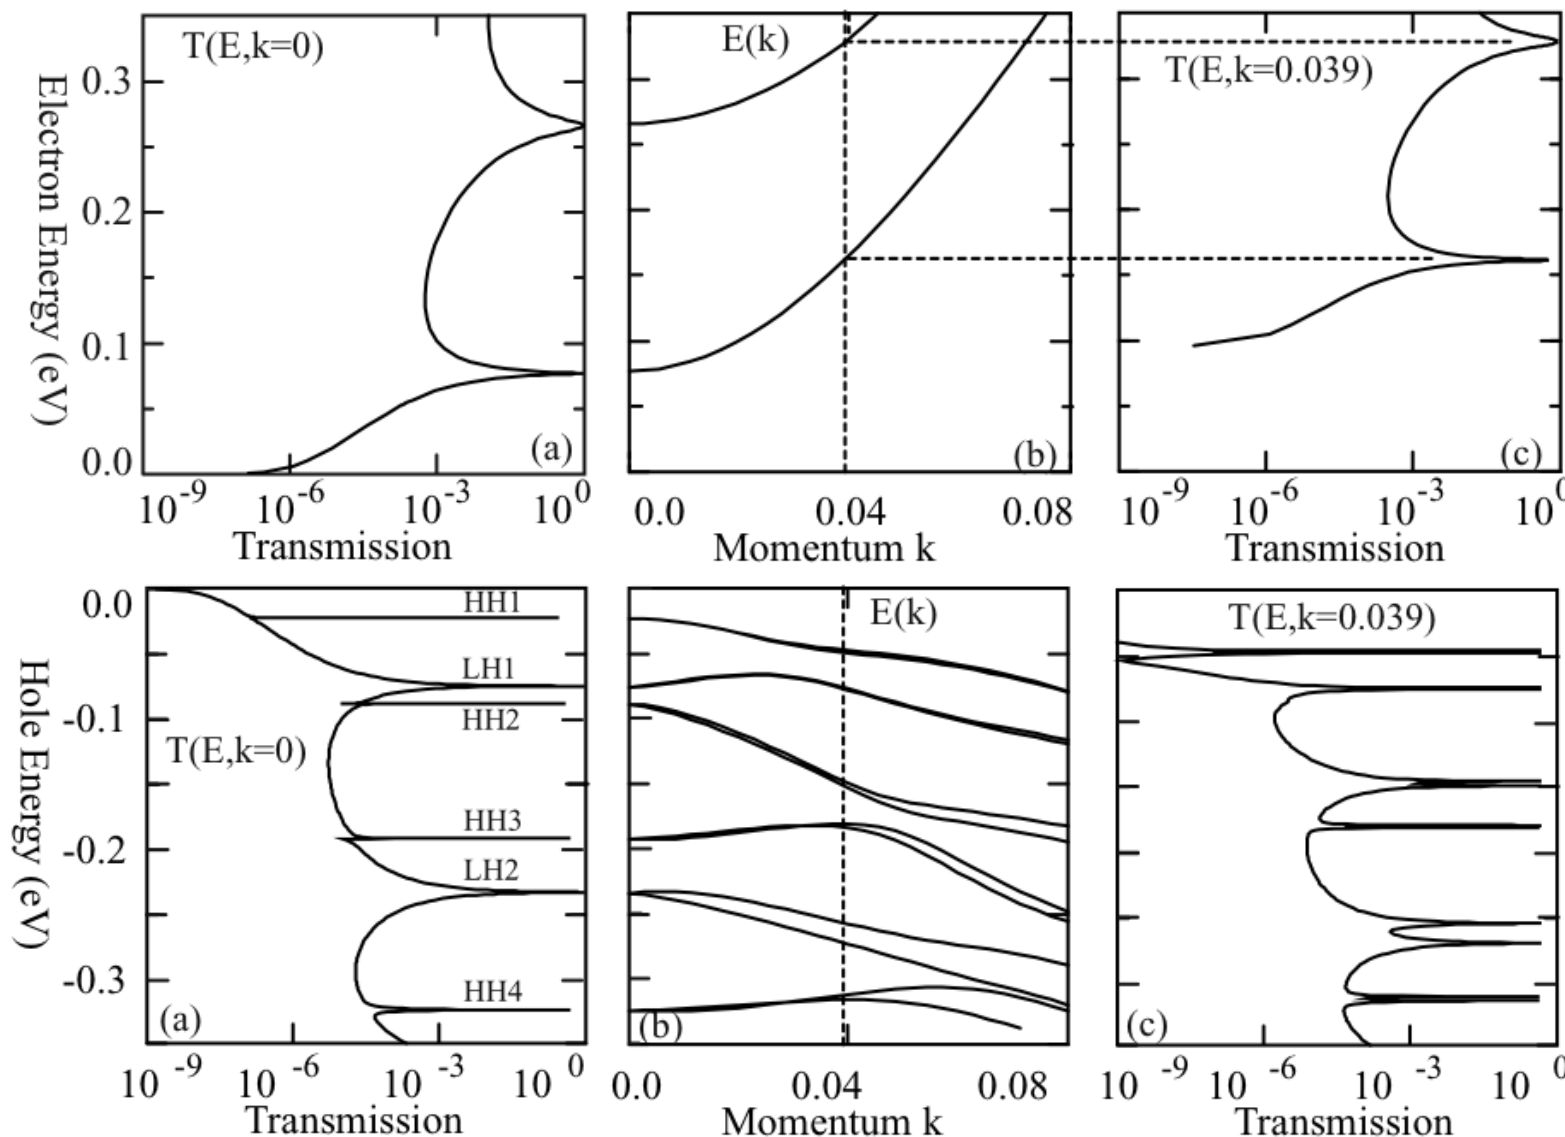 T(E,k=0)
E(k)
T(E,k=0.039)
Electron Energy (eV)
0.3
0.2
0.1
0.0
(a)
(b)
(c)
10 -9 10 -6 10 -3 10 0
0.0 0.04 0.08
10 -9 10 -6 10 -3 10 0
Transmission
Momentum k
Transmission
Hole Energy (eV)
0.0
-0.1
-0.2
-0.3
HH1
LH1
HH2
T(E,k=0)
HH3
LH2
HH4
(a)
E(k)
(b)
T(E,k=0.039)
(c)
10 -9 10 -6 10 -3 10 0
0.0 0.04 0.08
10 -9 10 -6 10 -3 10 0
Transmission
Momentum k
Transmission